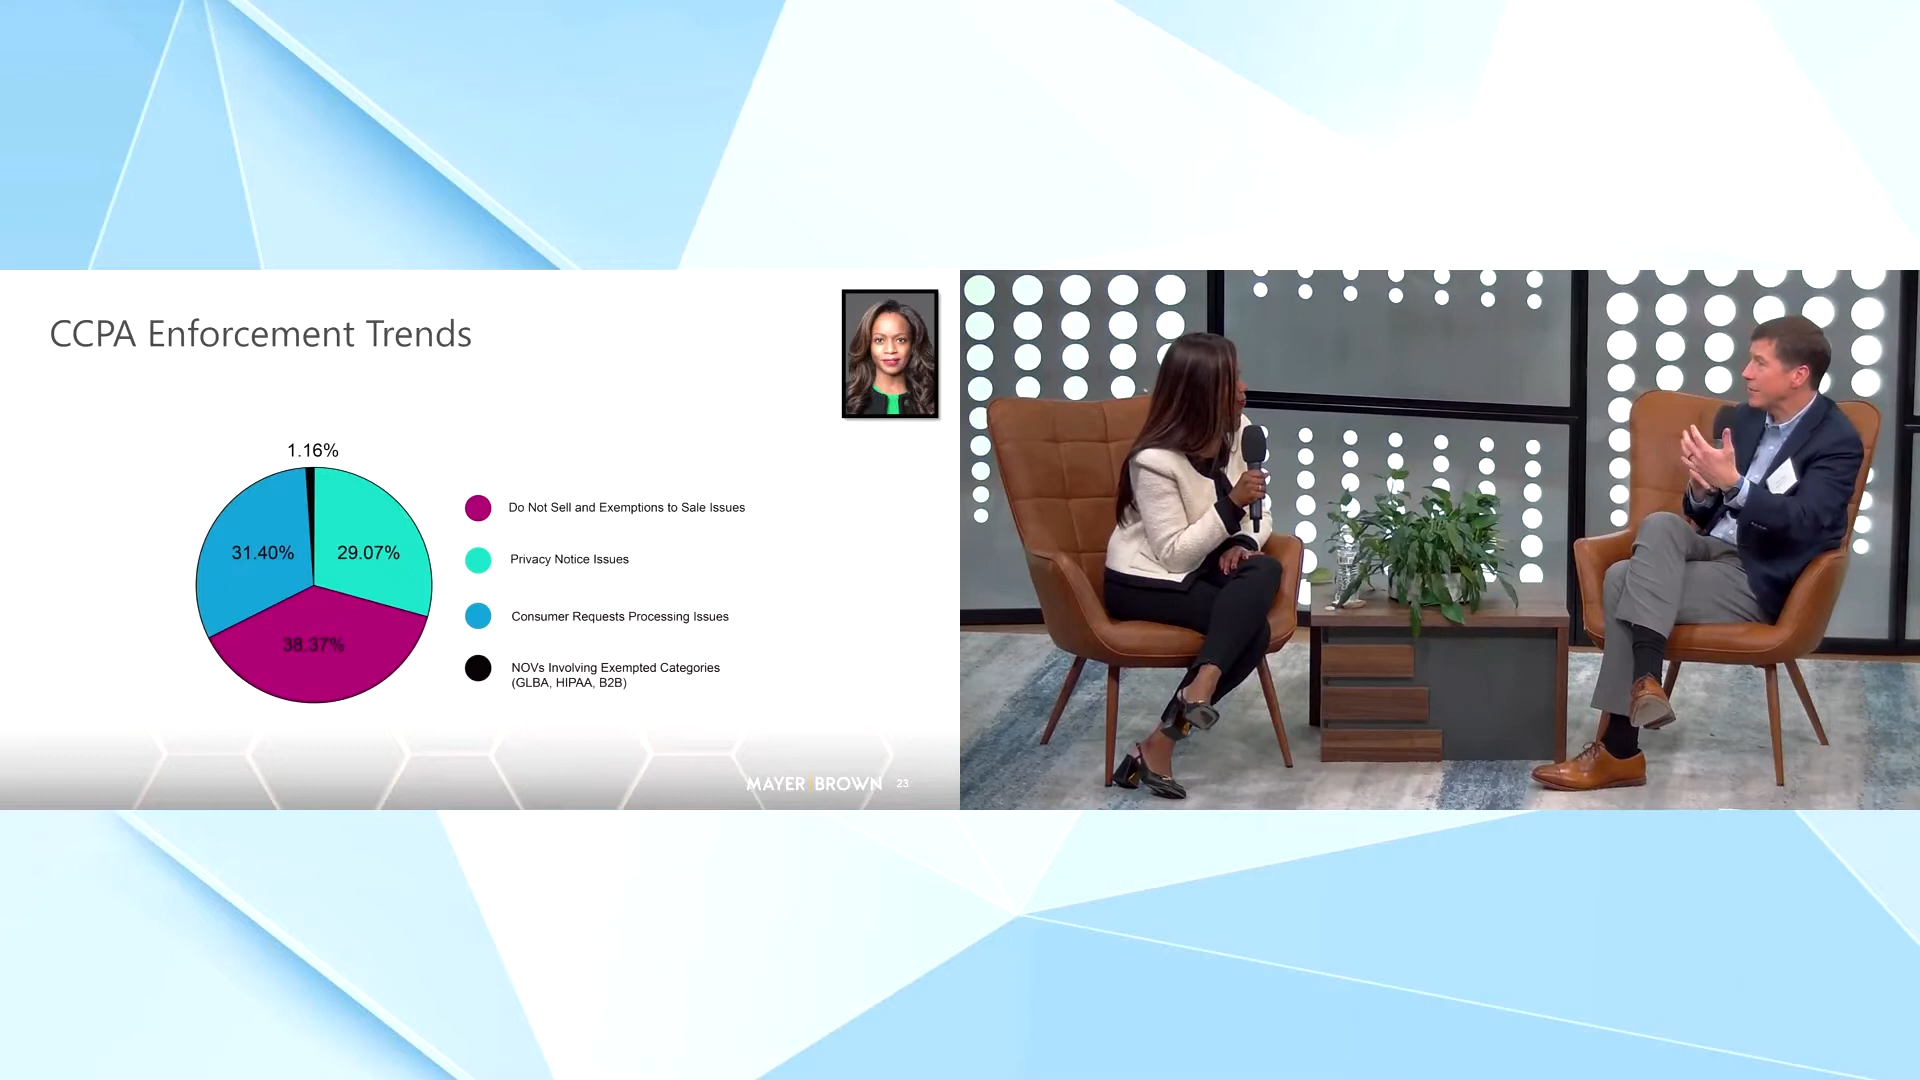 CCPA Enforcement Trends
1.16%
31.40%
29.07%
38.37%
Do Not Sell and Exemptions to Sale Issues
Privacy Notice Issues
Consumer Requests Processing Issues
NOVs Involving Exempted Categories
(GLBA, HIPAA, B2B)
MAYER BROWN 23